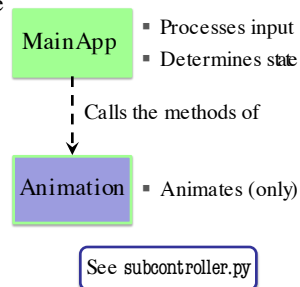 e
MainApp
▪ Processes input
▪ Determines state
Calls the methods of
Animation
▪ Animates (only)
See subcontroller.py